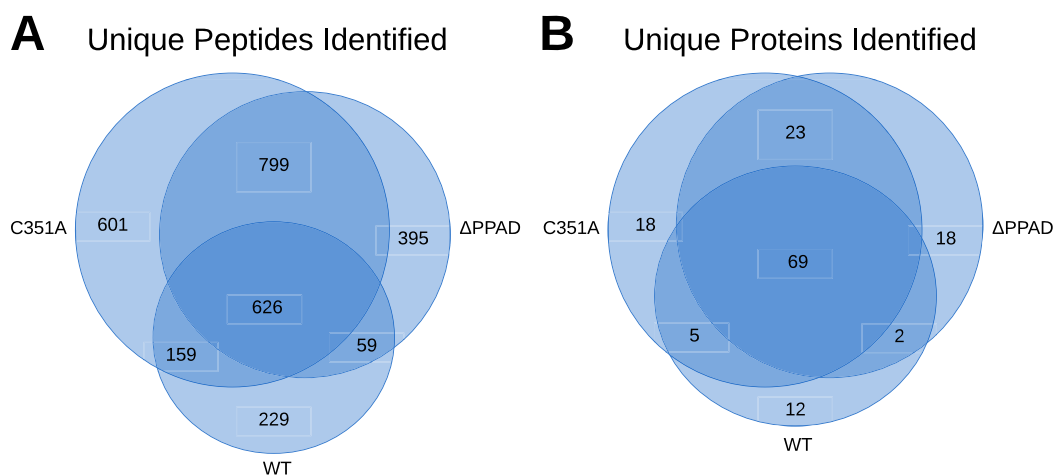 A
Unique Peptides Identified
799
601
C351A
395
ΔPPAD
626
159
59
229
WT
B
Unique Proteins Identified
23
C351A
18
18
ΔPPAD
69
5
2
12
WT